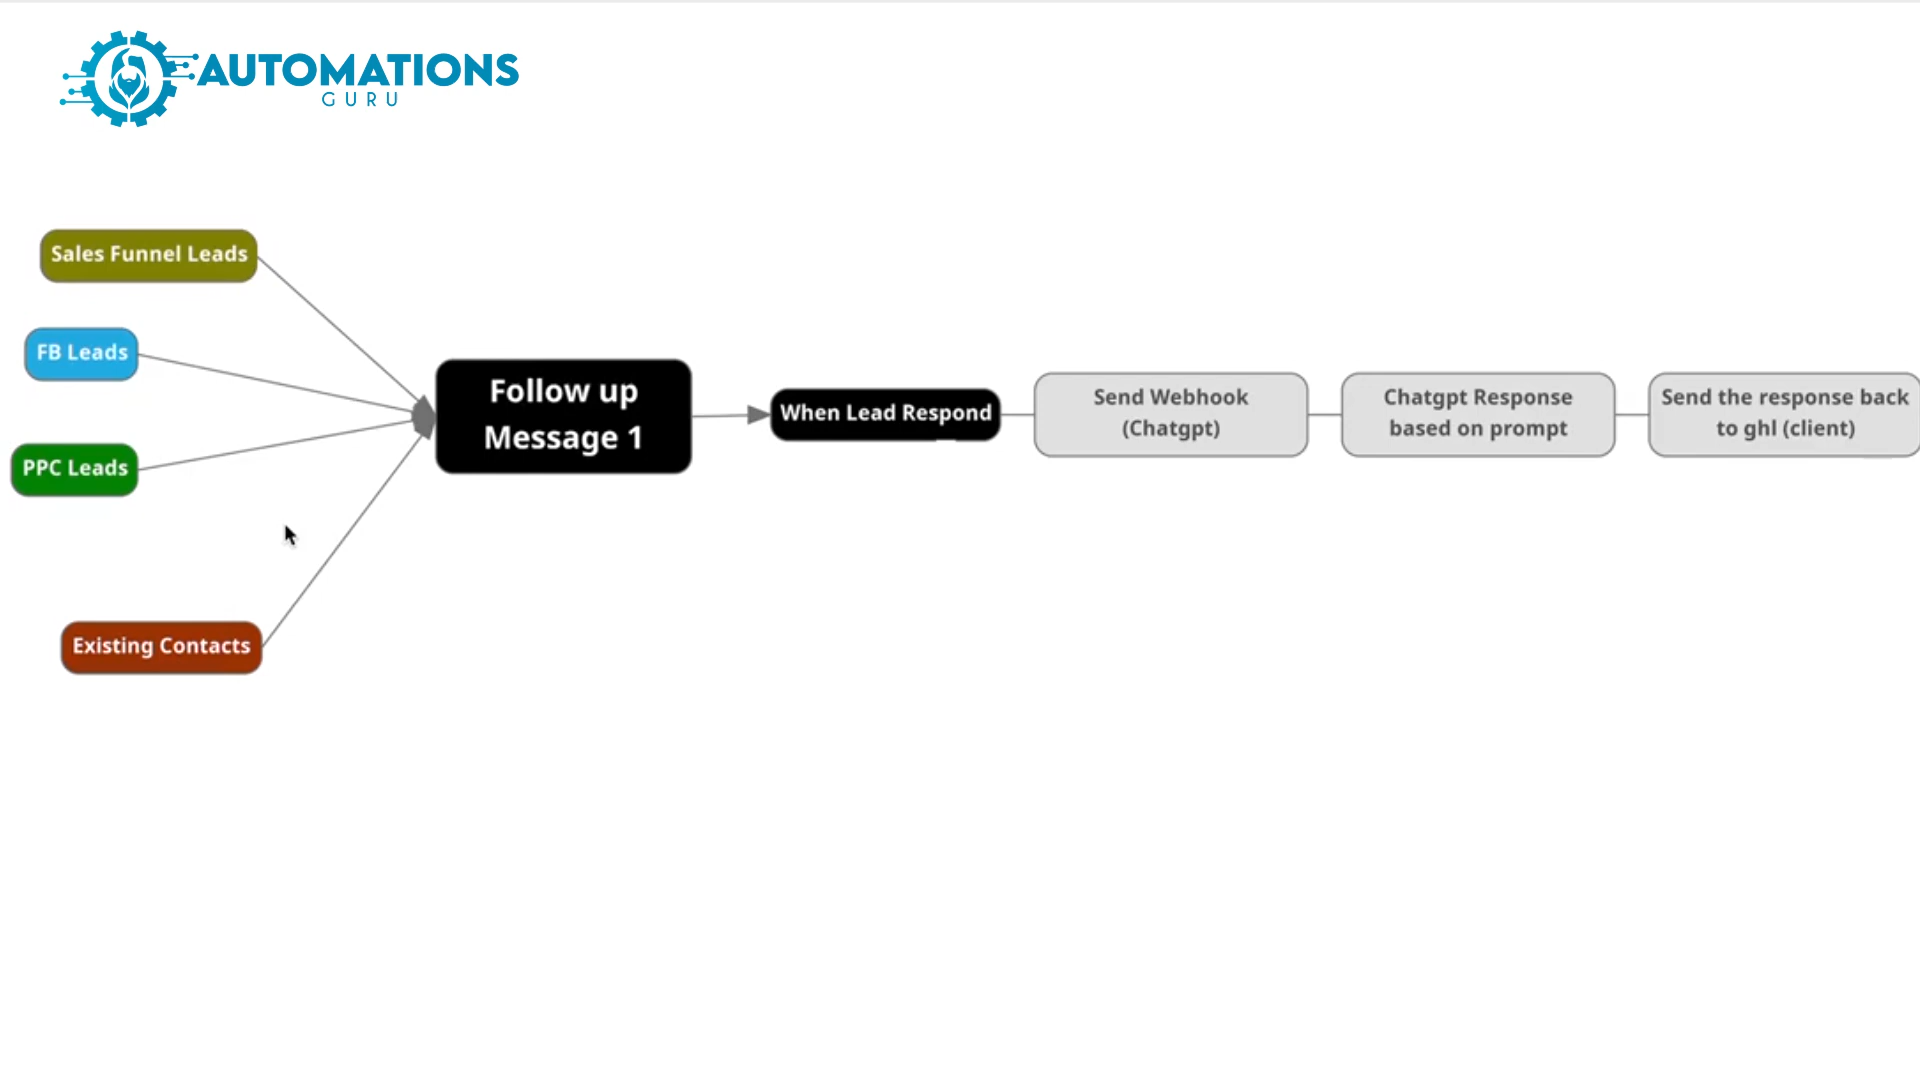 AUTOMATIONS
GURU
Sales Funnel Leads
FB Leads
PPC Leads
Existing Contacts
Follow up
Message 1
When Lead Respond
Send Webhook
(Chatgpt)
Chatgpt Response
based on prompt
Send the response back
to ghl (client)